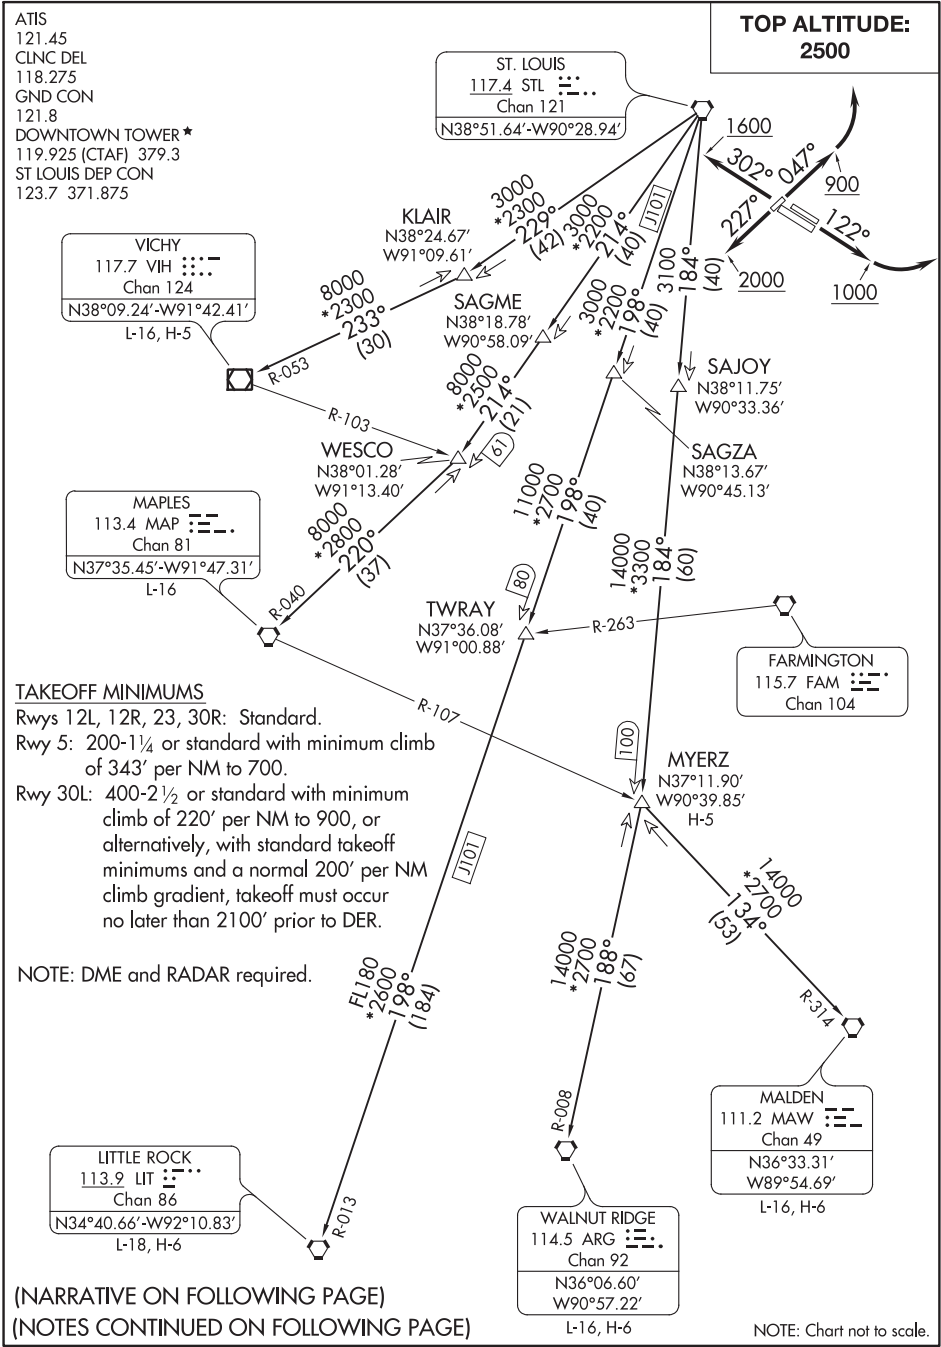 ATIS
121.45
CLNC DEL
118.275
GND CON
121.8
DOWNTOWN TOWER★
119.925 (CTAF) 379.3
ST LOUIS DEP CON
123.7 371.875
TOP ALTITUDE:
2500
ST. LOUIS
117.4 STL
Chan 121
N38°51.64'-W90°28.94'
1600
302°
047°
900
227°
122°
2000
1000
KLAIR
N38°24.67'
W91°09.61'
3000
*2300
229°
(42)
3000
*2200
214°
(40)
J101
3000
*2200
198°
(40)
3100
184°
(40)
VICHY
117.7 VIH
Chan 124
N38°09.24'-W91°42.41'
L-16, H-5
8000
*2300
233°
(30)
R-053
SAGME
N38°18.78'
W90°58.09'
8000
*2500
214°
(21)
SAJOY
N38°11.75'
W90°33.36'
SAGZA
N38°13.67'
W90°45.13'
R-103
WESCO
N38°01.28'
W91°13.40'
61
MAPLES
113.4 MAP
Chan 81
N37°35.45'-W91°47.31'
L-16
8000
*2800
220°
(37)
R-040
11000
*2700
198°
(40)
14000
*3300
184°
(60)
80
TWRAY
N37°36.08'
W91°00.88'
R-263
FARMINGTON
115.7 FAM
Chan 104
TAKEOFF MINIMUMS
Rwys 12L, 12R, 23, 30R: Standard.
Rwy 5: 200-1¼ or standard with minimum climb
of 343' per NM to 700.
Rwy 30L: 400-2½ or standard with minimum
climb of 220' per NM to 900, or
alternatively, with standard takeoff
minimums and a normal 200' per NM
climb gradient, takeoff must occur
no later than 2100' prior to DER.
R-107
100
MYERZ
N37°11.90'
W90°39.85'
H-5
J101
NOTE: DME and RADAR required.
FL180
*2600
198°
(184)
14000
*2700
188°
(67)
14000
*2700
134°
(53)
R-314
MALDEN
111.2 MAW
Chan 49
N36°33.31'
W89°54.69'
L-16, H-6
R-008
LITTLE ROCK
113.9 LIT
Chan 86
N34°40.66'-W92°10.83'
L-18, H-6
R-013
WALNUT RIDGE
114.5 ARG
Chan 92
N36°06.60'
W90°57.22'
L-16, H-6
(NARRATIVE ON FOLLOWING PAGE)
(NOTES CONTINUED ON FOLLOWING PAGE)
NOTE: Chart not to scale.